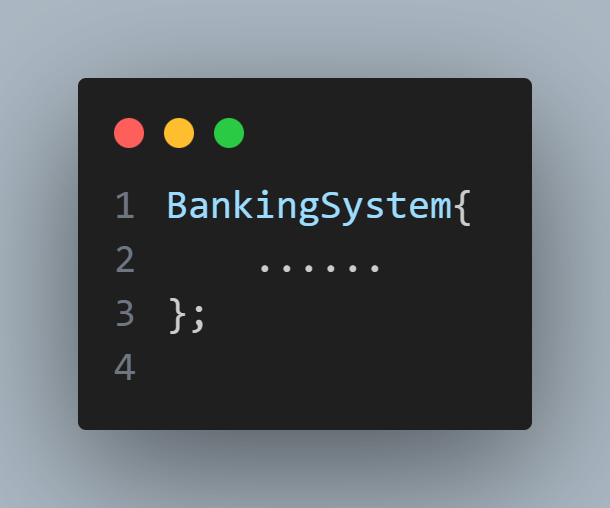 1 BankingSystem{
2 ......
3 };
4